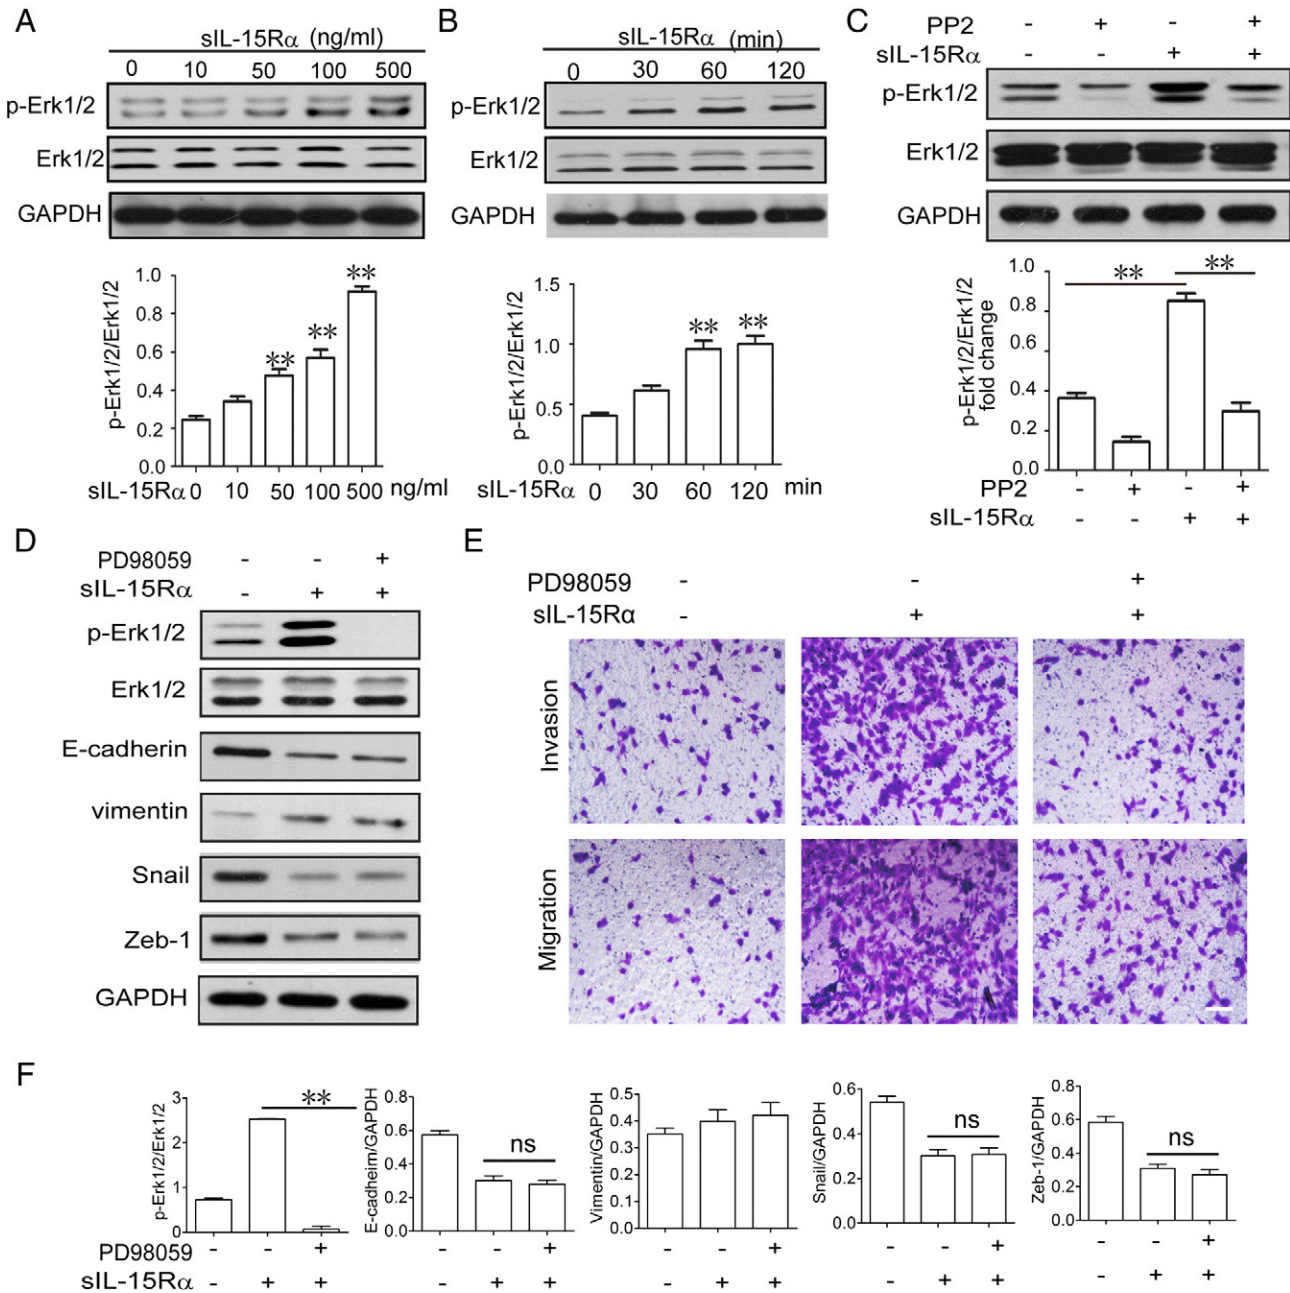 A
sIL-15Rα (ng/ml)
0 10 50 100 500
p-Erk1/2
Erk1/2
GAPDH
p-Erk1/2/Erk1/2
1.0
0.8
0.6
0.4
0.2
0.0
** ** **
sIL-15Rα 0 10 50 100 500 ng/ml
B
sIL-15Rα (min)
0 30 60 120
p-Erk1/2
Erk1/2
GAPDH
p-Erk1/2/Erk1/2
1.5
1.0
0.5
0.0
** **
sIL-15Rα 0 30 60 120 min
C
PP2 - + - +
sIL-15Rα - - + +
p-Erk1/2
Erk1/2
GAPDH
p-Erk1/2/Erk1/2
fold change
1.0
0.8
0.6
0.4
0.2
0.0
** **
PP2 - + - +
sIL-15Rα - - + +
D
PD98059 - - +
sIL-15Rα - + +
p-Erk1/2
Erk1/2
E-cadherin
vimentin
Snail
Zeb-1
GAPDH
E
PD98059 - - +
sIL-15Rα - + +
Invasion
Migration
F
p-Erk1/2/Erk1/2
3
2
1
0
**
E-cadheim/GAPDH
0.8
0.6
0.4
0.2
0.0
ns
Vimentin/GAPDH
0.5
0.4
0.3
0.2
0.1
0.0
Snail/GAPDH
0.6
0.4
0.2
0.0
ns
Zeb-1/GAPDH
0.8
0.6
0.4
0.2
0.0
ns
PD98059 - - + - - + - - + - - + - - +
sIL-15Rα - + + - + + - + + - + + - + +